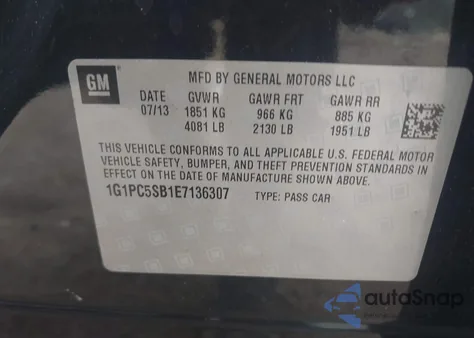 GM
MFD BY GENERAL MOTORS LLC
DATE GVWR GAWR FRT GAWR RR
07/13 1851 KG 966 KG 885 KG
4081 LB 2130 LB 1951 LB
THIS VEHICLE CONFORMS TO ALL APPLICABLE U.S. FEDERAL MOTOR
VEHICLE SAFETY, BUMPER, AND THEFT PREVENTION STANDARDS IN
EFFECT ON THE DATE OF MANUFACTURE SHOWN ABOVE.
1G1PC5SB1E7136307 TYPE: PASS CAR
autoSnap